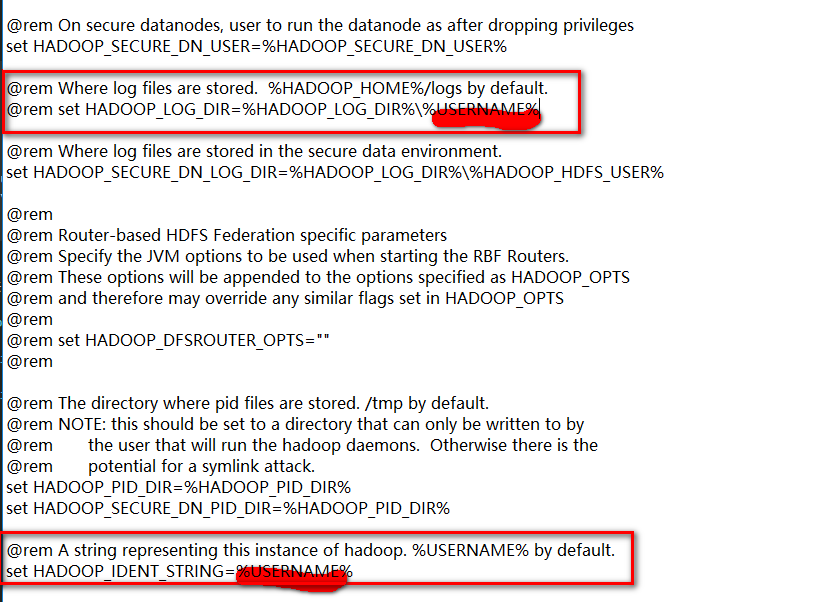 @rem On secure datanodes, user to run the datanode as after dropping privileges
set HADOOP_SECURE_DN_USER=%HADOOP_SECURE_DN_USER%
@rem Where log files are stored.  %HADOOP_HOME%/logs by default.
@rem set HADOOP_LOG_DIR=%HADOOP_LOG_DIR%\%USERNAME%
@rem Where log files are stored in the secure data environment.
set HADOOP_SECURE_DN_LOG_DIR=%HADOOP_LOG_DIR%\%HADOOP_HDFS_USER%
@rem
@rem Router-based HDFS Federation specific parameters
@rem Specify the JVM options to be used when starting the RBF Routers.
@rem These options will be appended to the options specified as HADOOP_OPTS
@rem and therefore may override any similar flags set in HADOOP_OPTS
@rem
@rem set HADOOP_DFSROUTER_OPTS=""
@rem
@rem The directory where pid files are stored. /tmp by default.
@rem NOTE: this should be set to a directory that can only be written to by
@rem       the user that will run the hadoop daemons.  Otherwise there is the
@rem       potential for a symlink attack.
set HADOOP_PID_DIR=%HADOOP_PID_DIR%
set HADOOP_SECURE_DN_PID_DIR=%HADOOP_PID_DIR%
@rem A string representing this instance of hadoop. %USERNAME% by default.
set HADOOP_IDENT_STRING=%USERNAME%